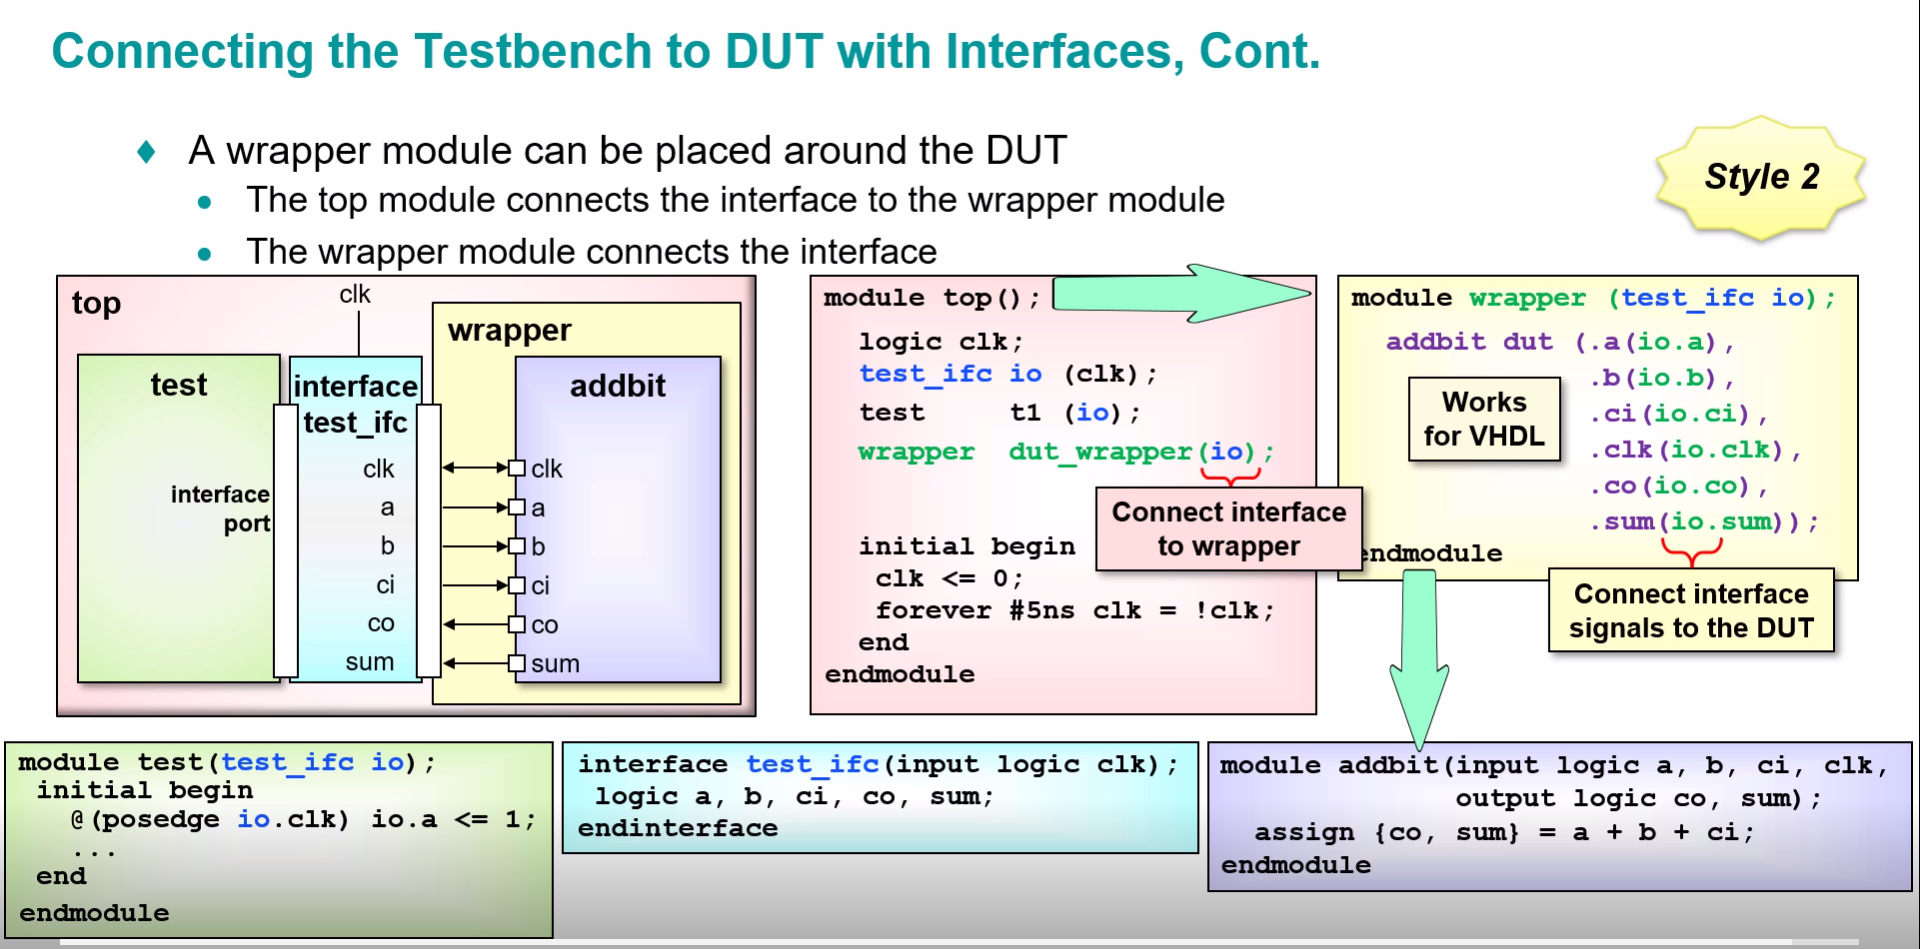 Connecting the Testbench to DUT with Interfaces, Cont.
A wrapper module can be placed around the DUT
The top module connects the interface to the wrapper module
The wrapper module connects the interface
Style 2
top
clk
wrapper
test
interface
test_ifc
addbit
interface
port
clk
a
b
ci
co
sum
clk
a
b
ci
co
sum
module top();
logic clk;
test_ifc io (clk);
test t1 (io);
wrapper dut_wrapper(io);
Connect interface
to wrapper
initial begin
clk <= 0;
forever #5ns clk = !clk;
end
endmodule
module wrapper (test_ifc io);
addbit dut (.a(io.a),
.b(io.b),
.ci(io.ci),
.clk(io.clk),
.co(io.co),
.sum(io.sum));
endmodule
Works
for VHDL
Connect interface
signals to the DUT
module test(test_ifc io);
initial begin
@(posedge io.clk) io.a <= 1;
...
end
endmodule
interface test_ifc(input logic clk);
logic a, b, ci, co, sum;
endinterface
module addbit(input logic a, b, ci, clk,
output logic co, sum);
assign {co, sum} = a + b + ci;
endmodule